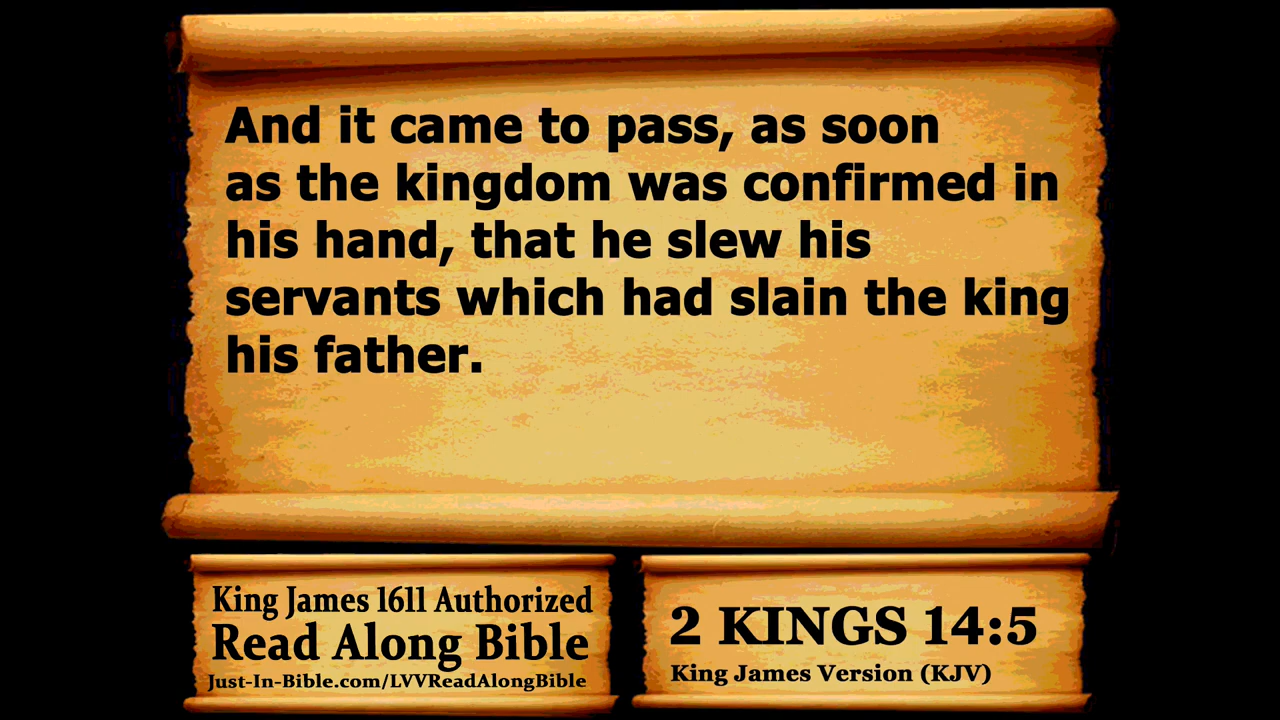 And it came to pass, as soon
as the kingdom was confirmed in
his hand, that he slew his
servants which had slain the king
his father.
King James 1611 Authorized
Read Along Bible
Just-In-Bible.com/LVVReadAlongBible
2 KINGS 14:5
King James Version (KJV)